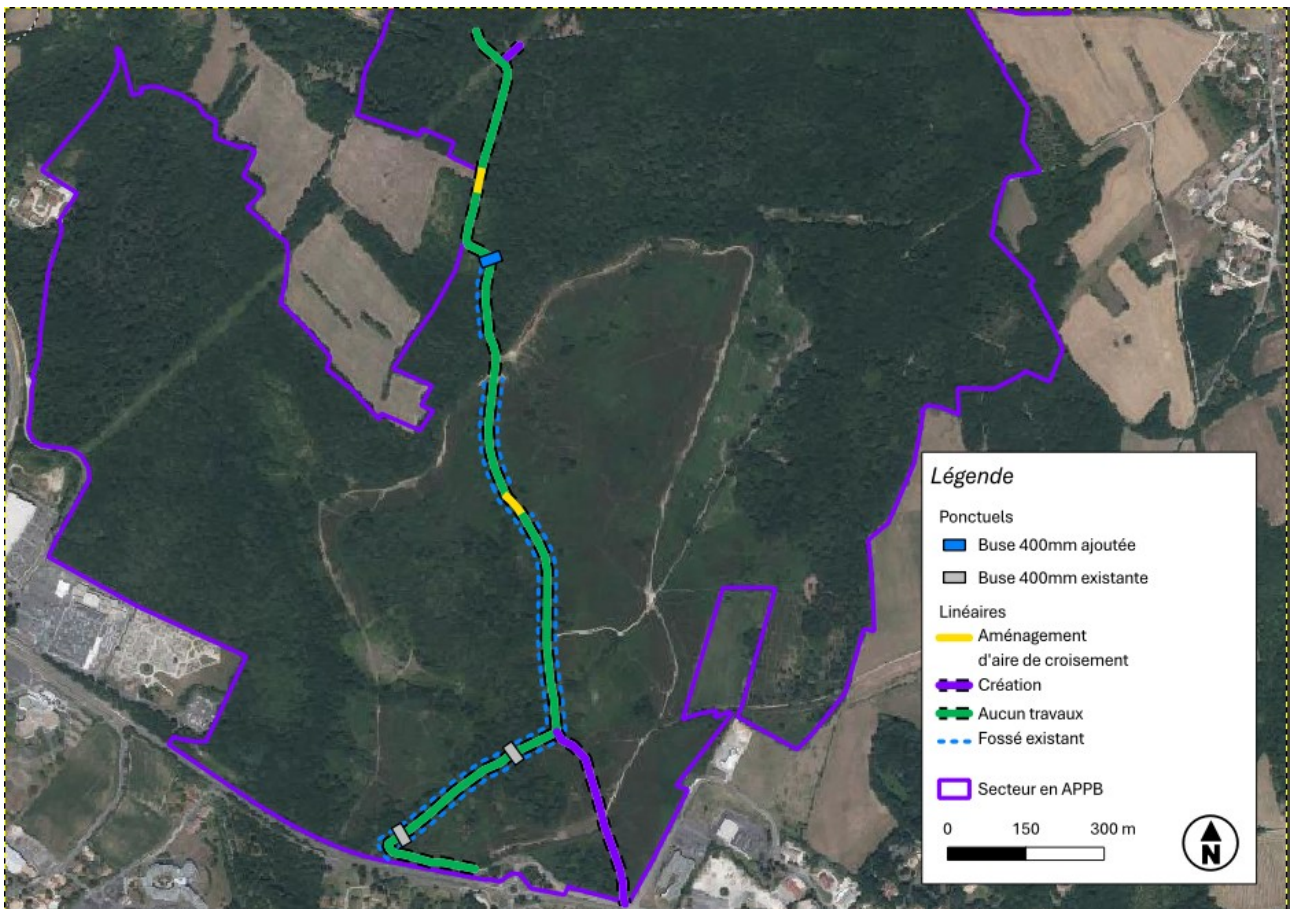 Légende
Ponctuels
Buse 400mm ajoutée
Buse 400mm existante
Linéaires
Aménagement
d'aire de croisement
Création
Aucun travaux
Fossé existant
Secteur en APPB
0 150 300 m
N